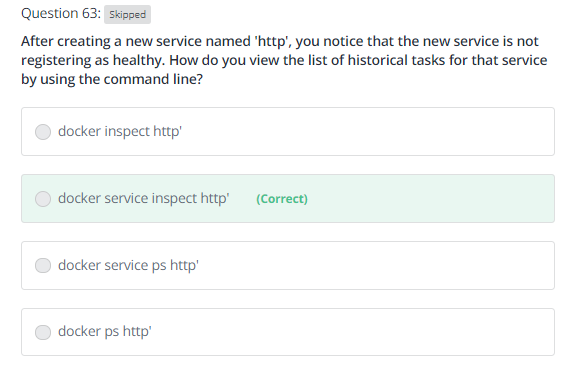 Question 63: Skipped
After creating a new service named 'http', you notice that the new service is not
registering as healthy. How do you view the list of historical tasks for that service
by using the command line?
docker inspect http'
docker service inspect http' (Correct)
docker service ps http'
docker ps http'